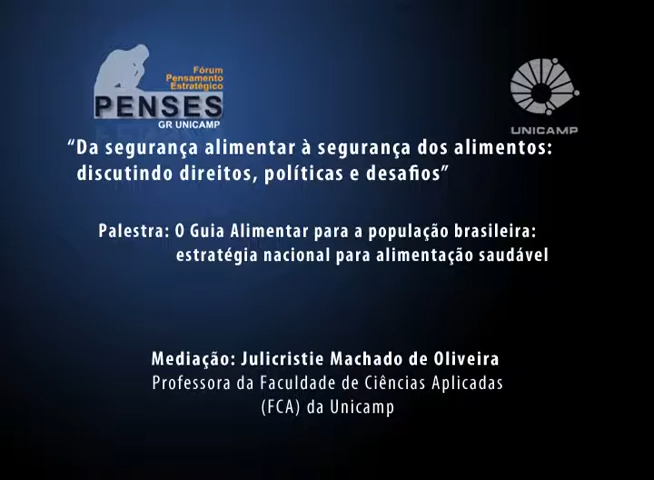 Fórum
Pensamento
Estratégico
PENSES
GR UNICAMP
UNICAMP
“Da segurança alimentar à segurança dos alimentos:
discutindo direitos, políticas e desafios”
Palestra: O Guia Alimentar para a população brasileira:
estratégia nacional para alimentação saudável
Mediação: Julicristie Machado de Oliveira
Professora da Faculdade de Ciências Aplicadas
(FCA) da Unicamp